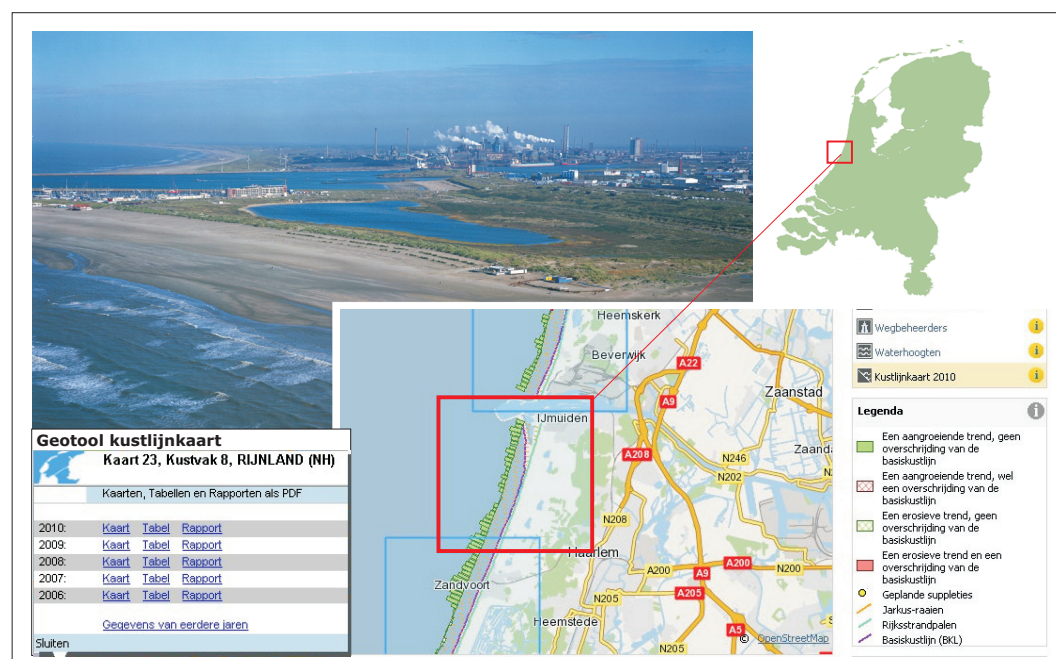 Heemskerk
Beverwijk
A22
A9
Zaanstad
IJmuiden
A208
N246
N202
Zaand
N208
Haarlem
A200
A200
N200
A9
Zandvoort
N205
A205
Heemstede
A5
N205
© OpenStreetMap
Wegbeheerders
Waterhoogten
Kustlijnkaart 2010
Legenda
Een aangroeiende trend, geen
overschrijding van de
basiskustlijn
Een aangroeiende trend, wel
een overschrijding van de
basiskustlijn
Een erosieve trend, geen
overschrijding van de
basiskustlijn
Een erosieve trend en een
overschrijding van de
basiskustlijn
Geplande suppleties
Jarkus-raaien
Rijksstrandpalen
Basiskustlijn (BKL)
Geotool kustlijnkaart
Kaart 23, Kustvak 8, RIJNLAND (NH)
Kaarten, Tabellen en Rapporten als PDF
2010: Kaart Tabel Rapport
2009: Kaart Tabel Rapport
2008: Kaart Tabel Rapport
2007: Kaart Tabel Rapport
2006: Kaart Tabel Rapport
Gegevens van eerdere jaren
Sluiten